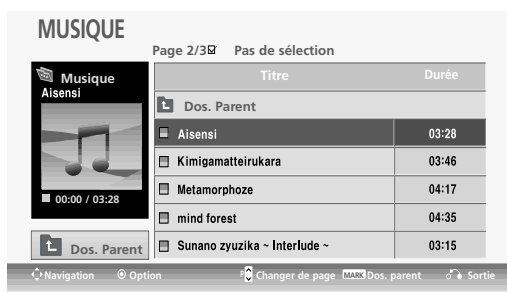 MUSIQUE
Page 2/3 Pas de sélection
Musique
Aisensi
00:00 / 03:28
Dos. Parent
Titre Durée
Dos. Parent
Aisensi 03:28
Kimigamatteirukara 03:46
Metamorphoze 04:17
mind forest 04:35
Sunano zyuzika ~ Interlude ~ 03:15
Navigation Option P Changer de page MARK Dos. parent Sortie